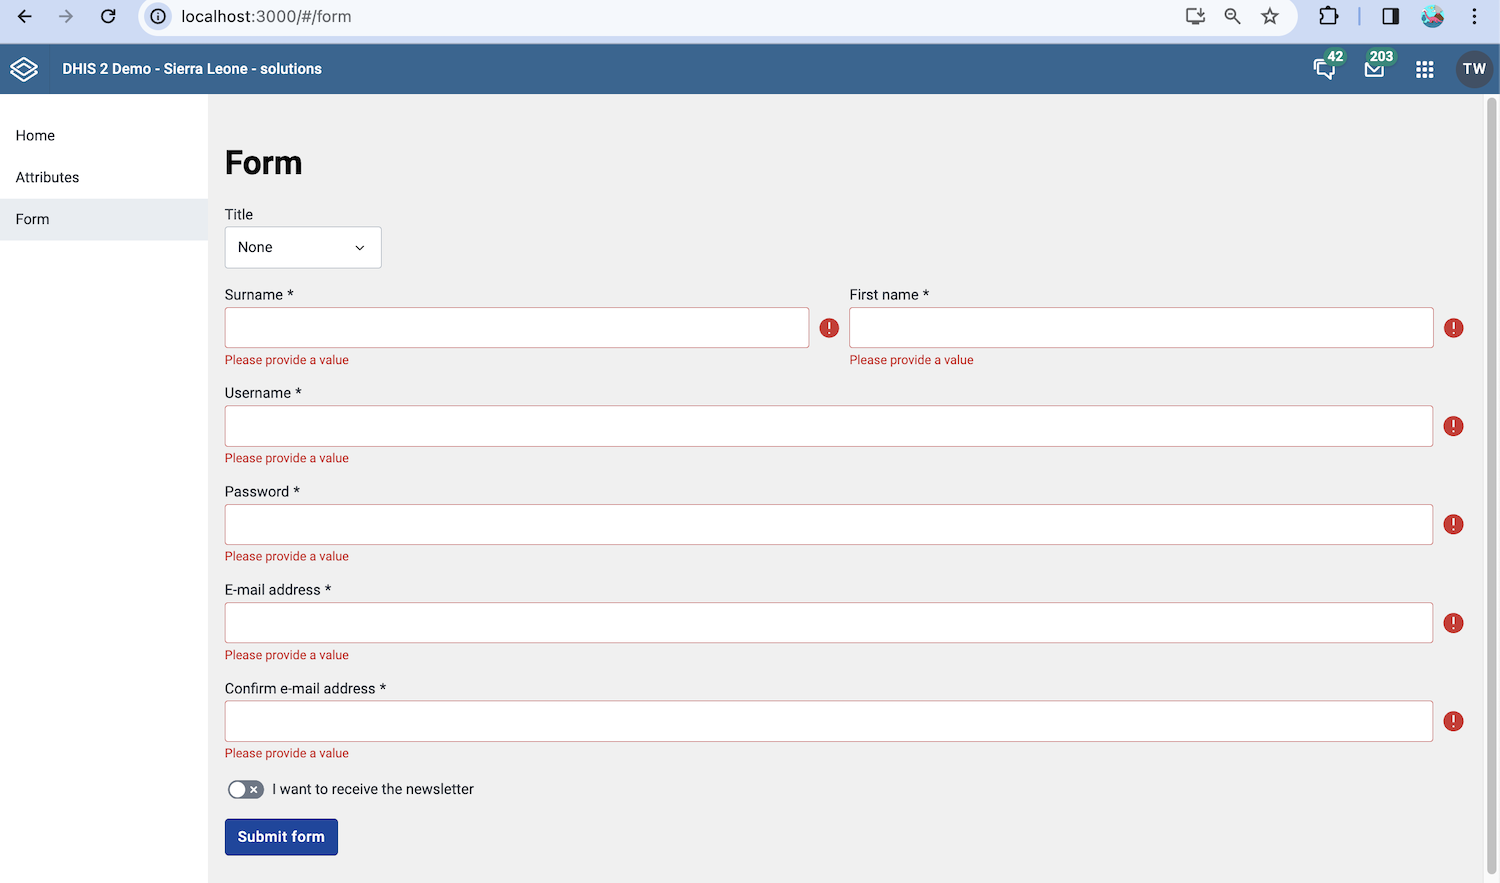 localhost:3000/#/form
DHIS 2 Demo - Sierra Leone - solutions
42
203
TW
Home
Attributes
Form
Form
Title
None
Surname *
First name *
Please provide a value
Please provide a value
Username *
Please provide a value
Password *
Please provide a value
E-mail address *
Please provide a value
Confirm e-mail address *
Please provide a value
I want to receive the newsletter
Submit form